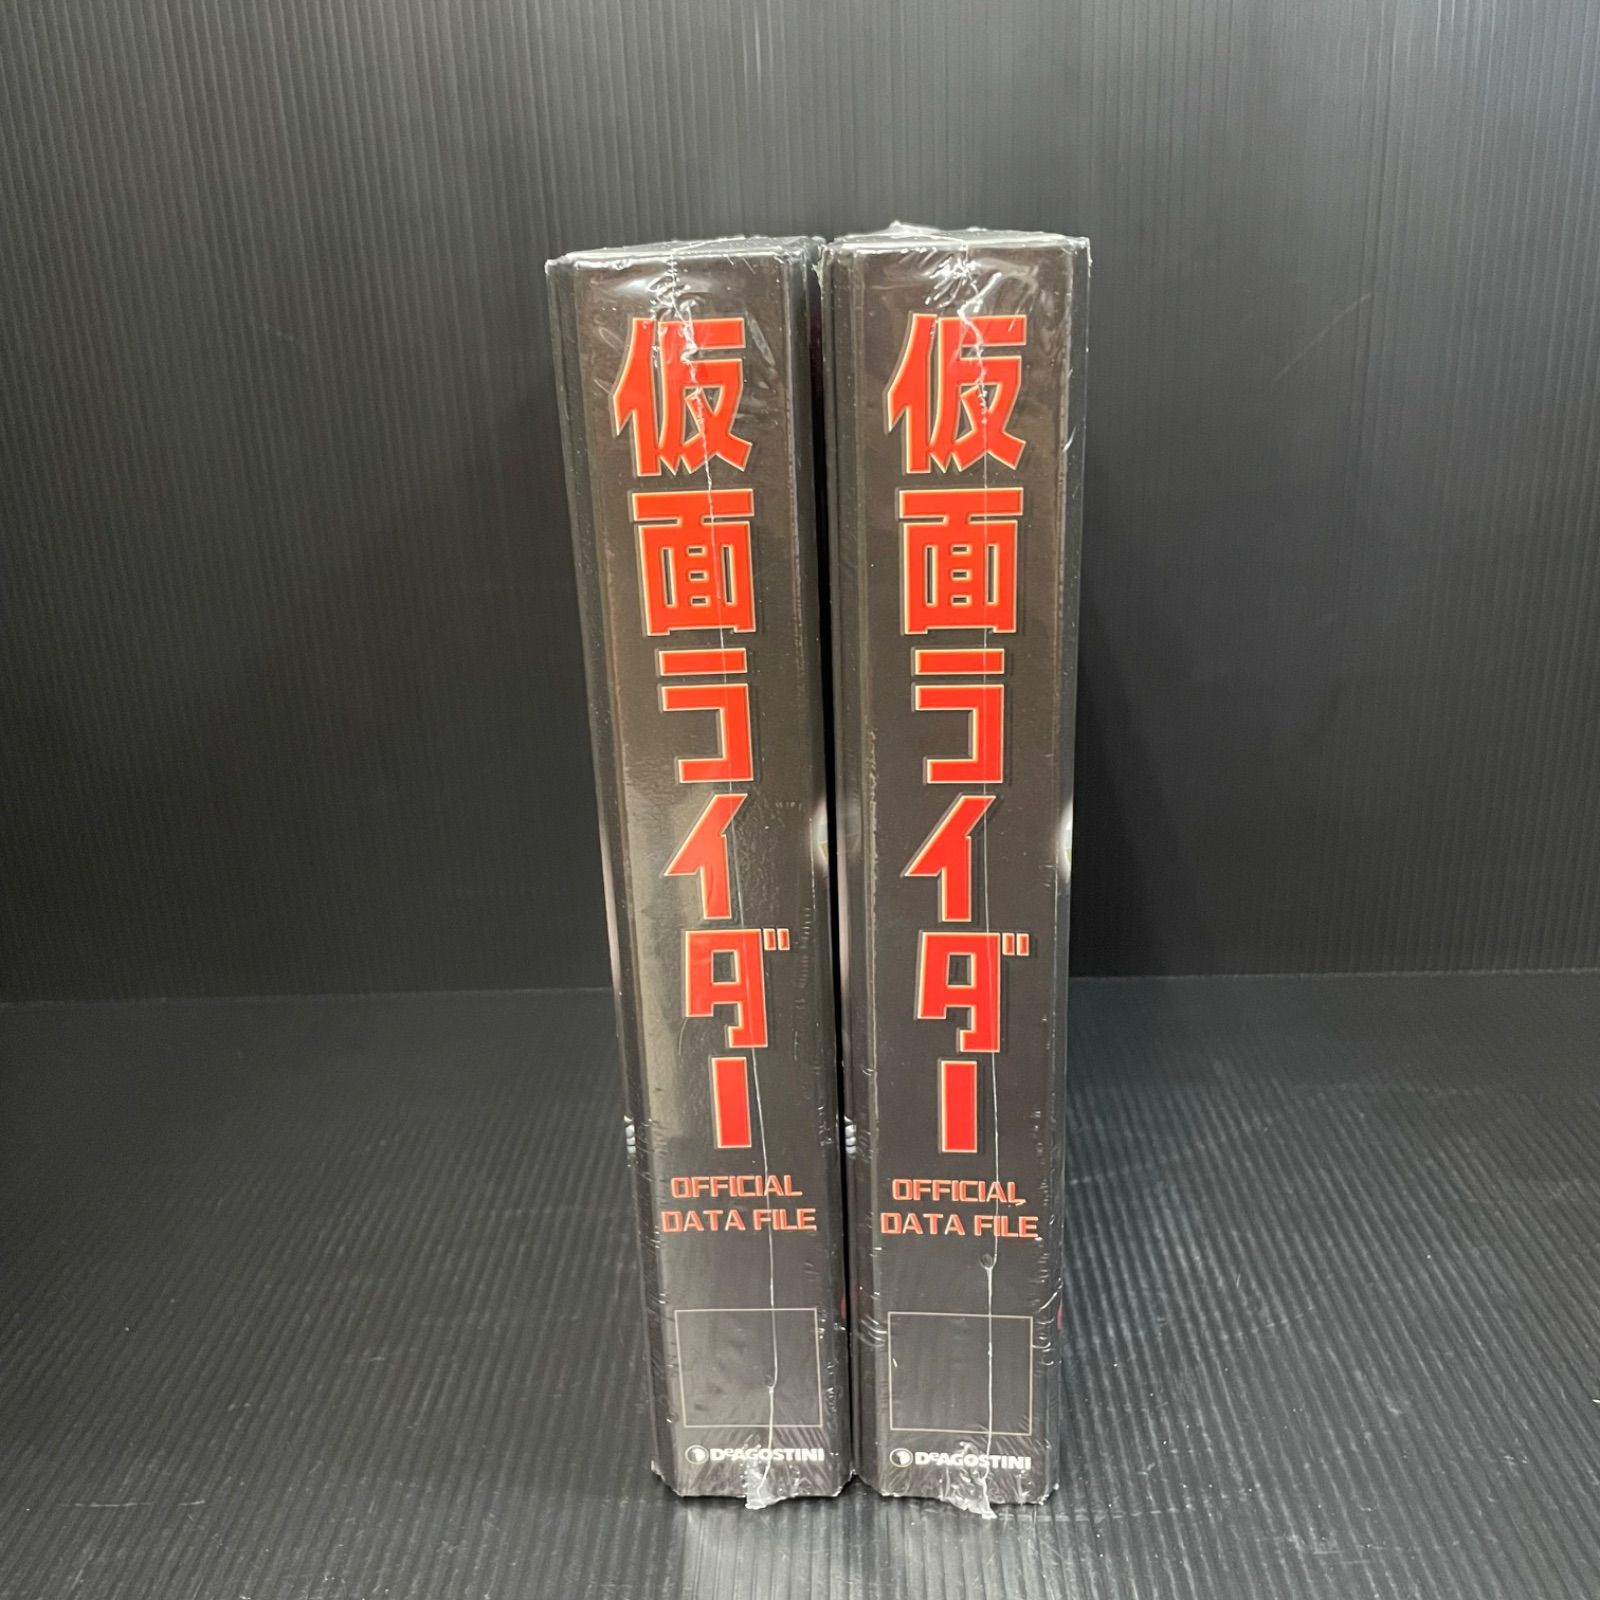 仮面ライダー
OFFICIAL
DATA FILE
DeAGOSTINI
仮面ライダー
OFFICIAL
DATA FILE
DeAGOSTINI